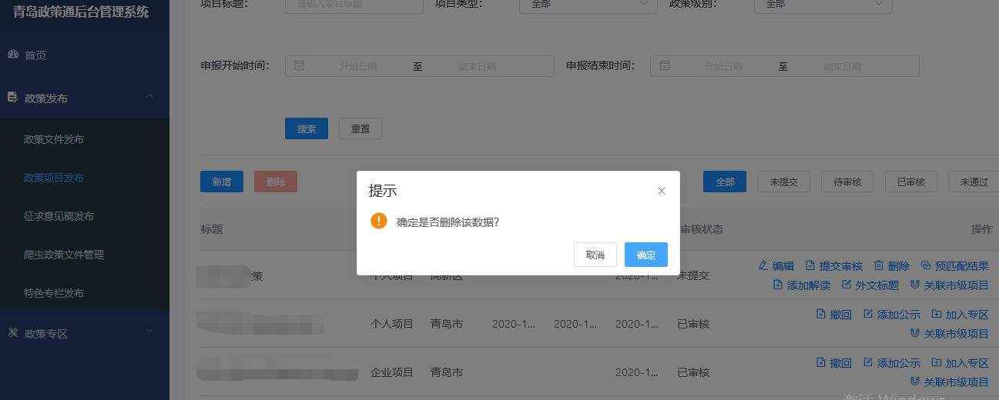 青岛政策通后台管理系统
首页
政策发布
政策文件发布
政策项目发布
征求意见稿发布
爬虫政策文件管理
特色专栏发布
政策专区
项目标题： 请输入项目标题 项目类型： 全部 政策级别： 全部
申报开始时间： 开始日期 至 结束日期 申报结束时间： 开始日期 至 结束日期
搜索 重置
新增 删除 全部 未提交 待审核 已审核 未通过
标题 审核状态 操作
提示
确定是否删除该数据?
取消 确定
策 个人项目 高新区 2020-1... 未提交 编辑 提交审核 删除 预匹配结果
添加解读 外文标题 关联市级项目
个人项目 青岛市 2020-1... 2020-1... 2020-1... 已审核 撤回 添加公示 加入专区
关联市级项目
企业项目 青岛市 2020-1... 已审核 撤回 添加公示 加入专区
关联市级项目
激活 Windows